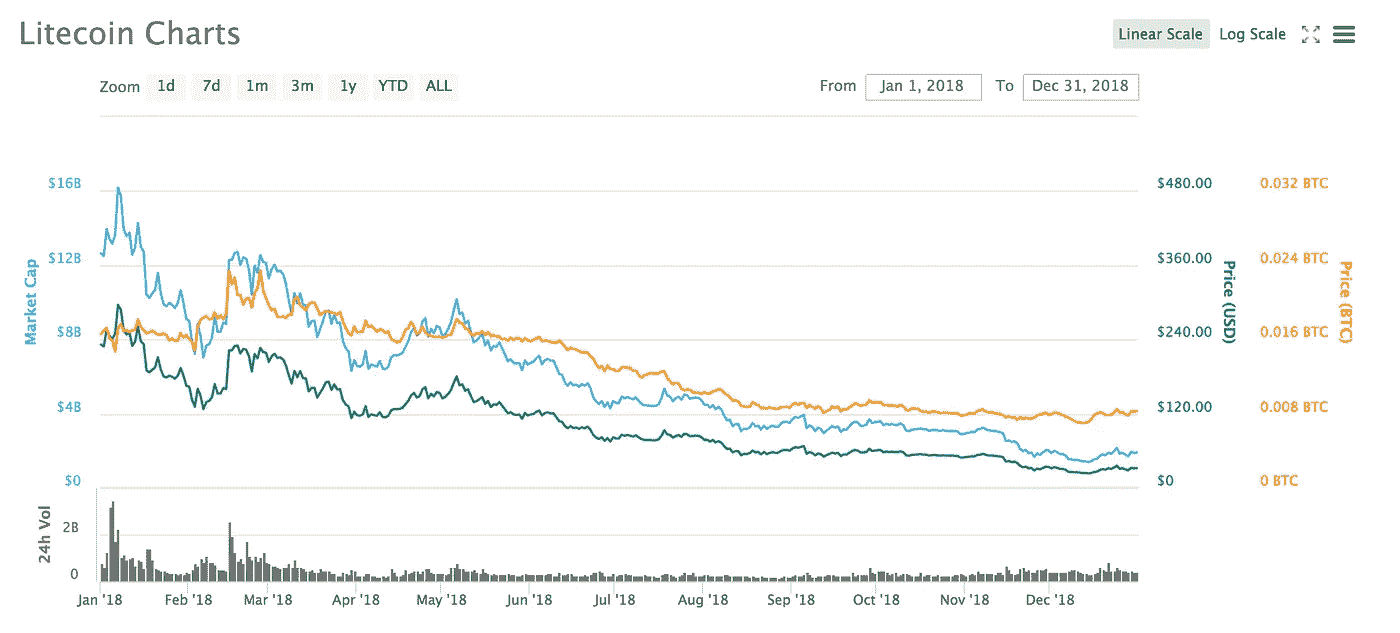 Litecoin Charts
Linear Scale Log Scale
Zoom 1d 7d 1m 3m 1y YTD ALL
From Jan 1, 2018 To Dec 31, 2018
$16B $480.00 0.032 BTC
$12B $360.00 0.024 BTC
Market Cap
Price (USD)
Price (BTC)
$8B $240.00 0.016 BTC
$4B $120.00 0.008 BTC
$0 $0 0 BTC
24h Vol
2B
0
Jan '18 Feb '18 Mar '18 Apr '18 May '18 Jun '18 Jul '18 Aug '18 Sep '18 Oct '18 Nov '18 Dec '18